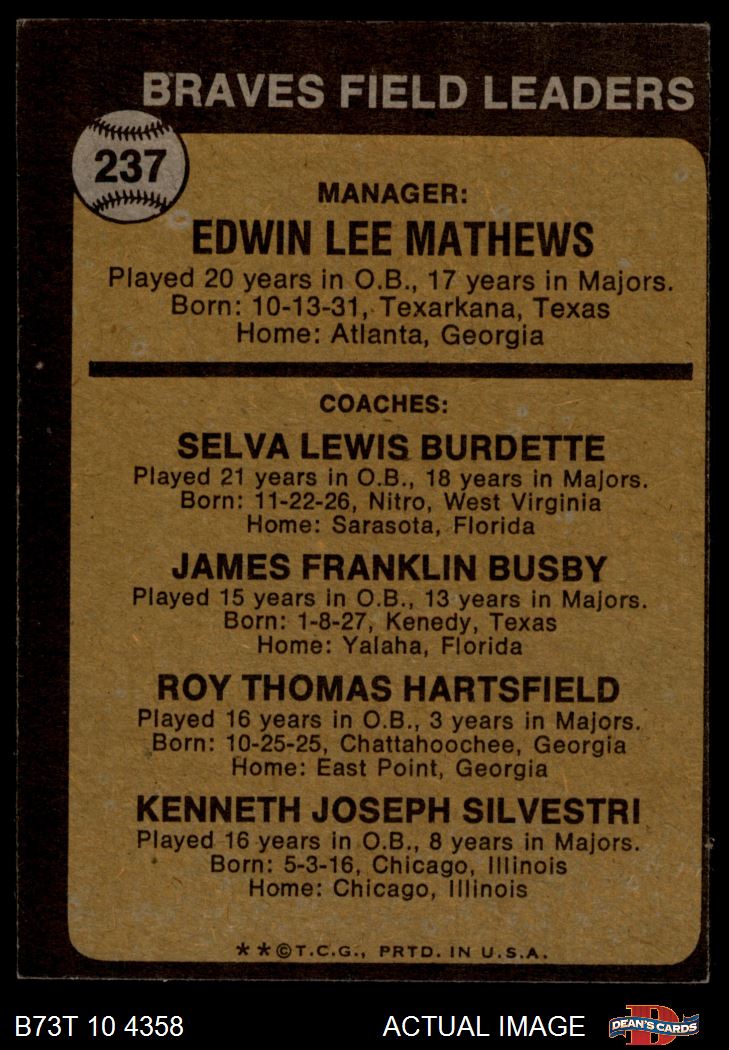 BRAVES FIELD LEADERS
237
MANAGER:
EDWIN LEE MATHEWS
Played 20 years in O.B., 17 years in Majors.
Born: 10-13-31, Texarkana, Texas
Home: Atlanta, Georgia
COACHES:
SELVA LEWIS BURDETTE
Played 21 years in O.B., 18 years in Majors.
Born: 11-22-26, Nitro, West Virginia
Home: Sarasota, Florida
JAMES FRANKLIN BUSBY
Played 15 years in O.B., 13 years in Majors.
Born: 1-8-27, Kenedy, Texas
Home: Yalaha, Florida
ROY THOMAS HARTSFIELD
Played 16 years in O.B., 3 years in Majors.
Born: 10-25-25, Chattahoochee, Georgia
Home: East Point, Georgia
KENNETH JOSEPH SILVESTRI
Played 16 years in O.B., 8 years in Majors.
Born: 5-3-16, Chicago, Illinois
Home: Chicago, Illinois
**©T.C.G., PRTD. IN U.S.A.
B73T 10 4358 ACTUAL IMAGE D DEAN'S CARDS